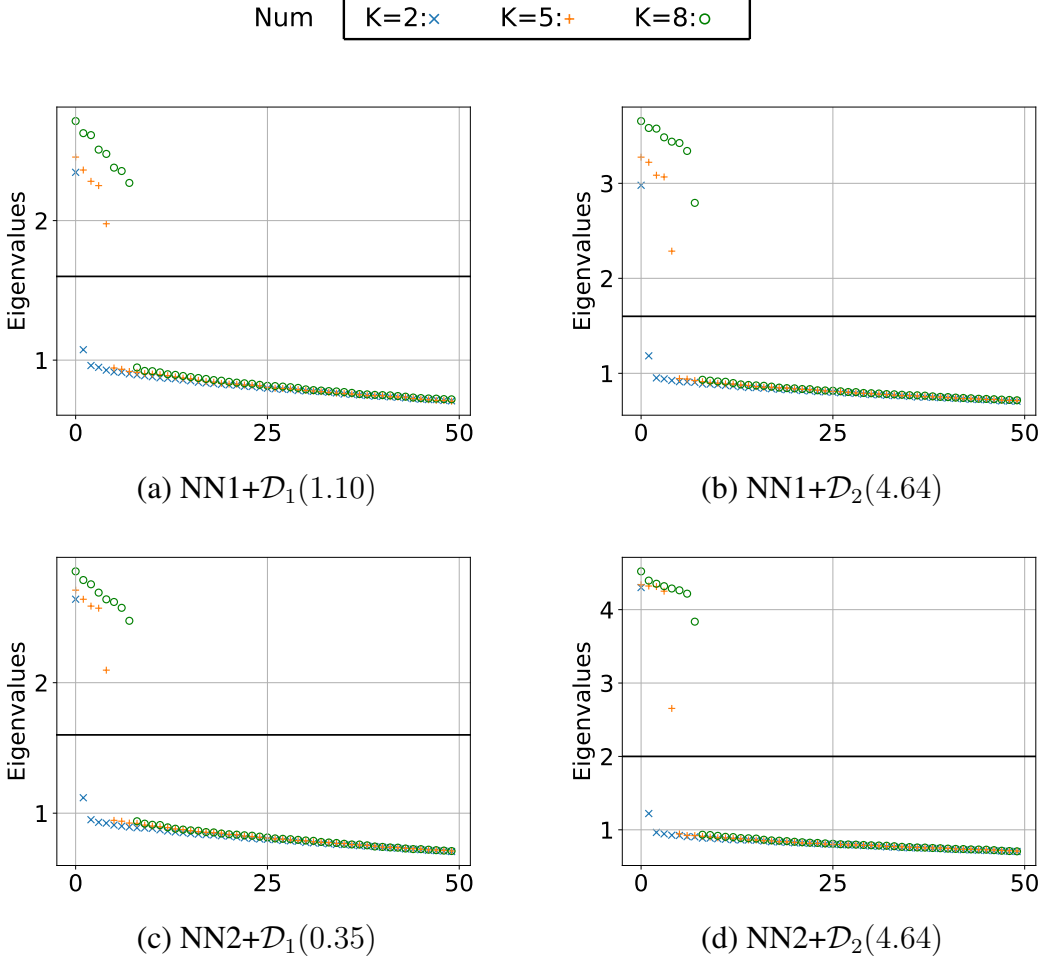 Num K=2:× K=5:+ K=8:○
Eigenvalues
2
1
0 25 50
(a) NN1+𝒟₁(1.10)
Eigenvalues
3
2
1
0 25 50
(b) NN1+𝒟₂(4.64)
Eigenvalues
2
1
0 25 50
(c) NN2+𝒟₁(0.35)
Eigenvalues
4
3
2
1
0 25 50
(d) NN2+𝒟₂(4.64)